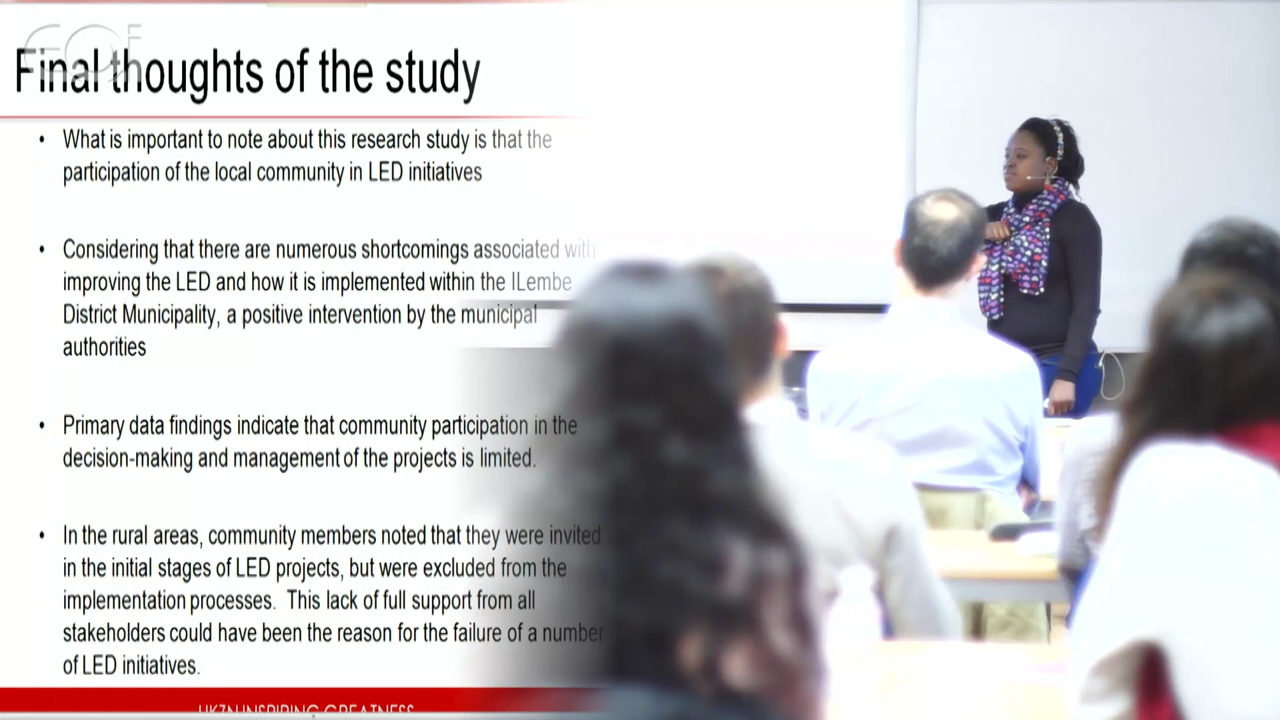 EOI
Final thoughts of the study
• What is important to note about this research study is that the
participation of the local community in LED initiatives
• Considering that there are numerous shortcomings associated with
improving the LED and how it is implemented within the ILembe
District Municipality, a positive intervention by the municipal
authorities
• Primary data findings indicate that community participation in the
decision-making and management of the projects is limited.
• In the rural areas, community members noted that they were invited
in the initial stages of LED projects, but were excluded from the
implementation processes. This lack of full support from all
stakeholders could have been the reason for the failure of a number
of LED initiatives.
UKZN INSPIRING GREATNESS